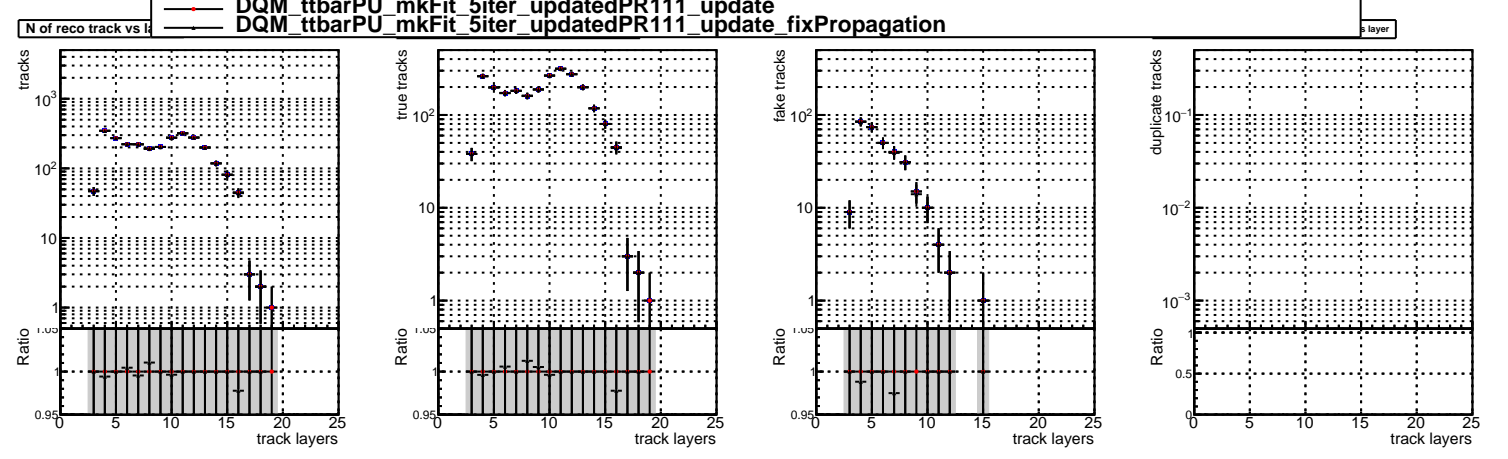 DQM_ttbarPU_mkFit_5iter_updatedPR111_update
DQM_ttbarPU_mkFit_5iter_updatedPR111_update_fixPropagation
N of reco track vs
s layer
tracks
10³
10²
10
1
Ratio
1.05
1
0.95
0 5 10 15 20 25
track layers
true tracks
10²
10
1
Ratio
1.05
1
0.95
0 5 10 15 20 25
track layers
fake tracks
10²
10
1
Ratio
1.05
1
0.95
0 5 10 15 20 25
track layers
duplicate tracks
10⁻¹
10⁻²
10⁻³
Ratio
1
0.5
0
0 5 10 15 20 25
track layers